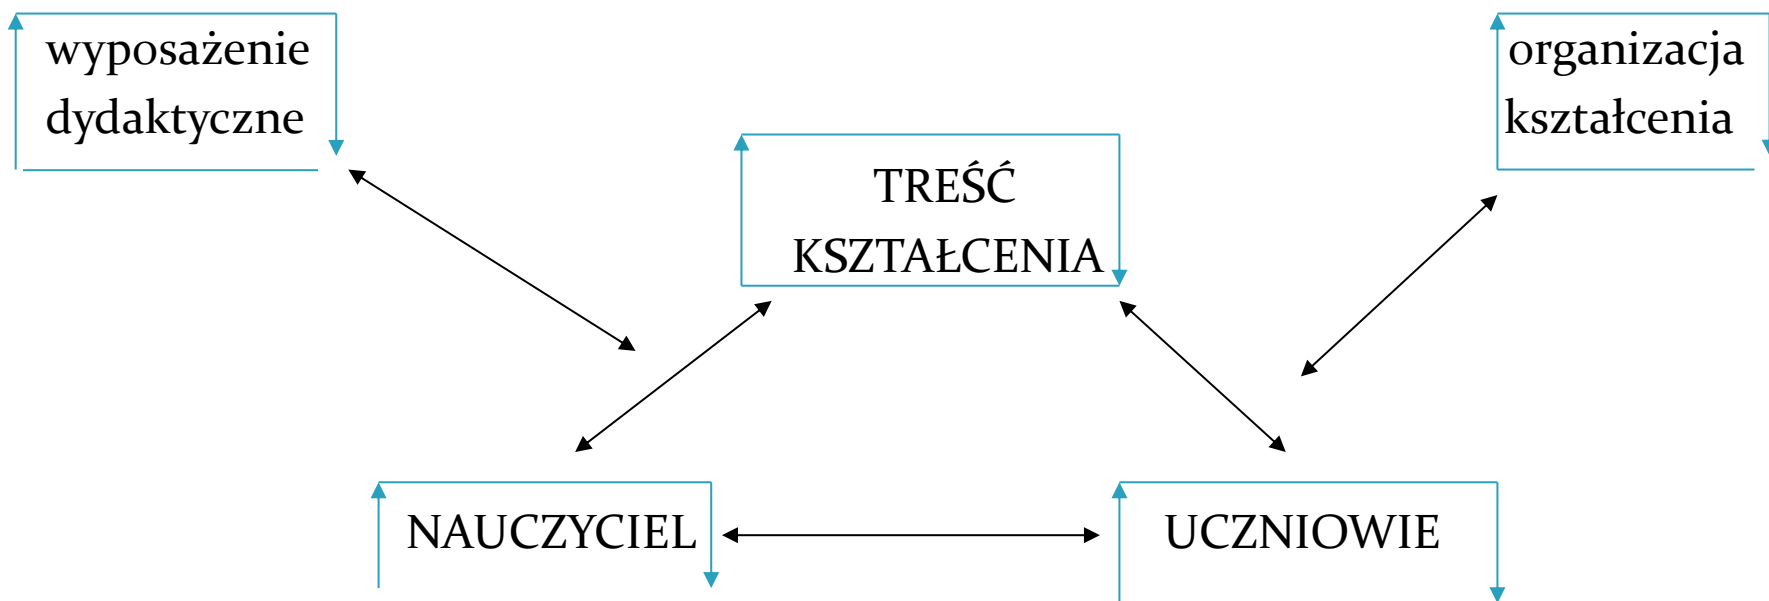 wyposażenie
dydaktyczne
organizacja
kształcenia
TREŚĆ
KSZTAŁCENIA
NAUCZYCIEL
UCZNIOWIE